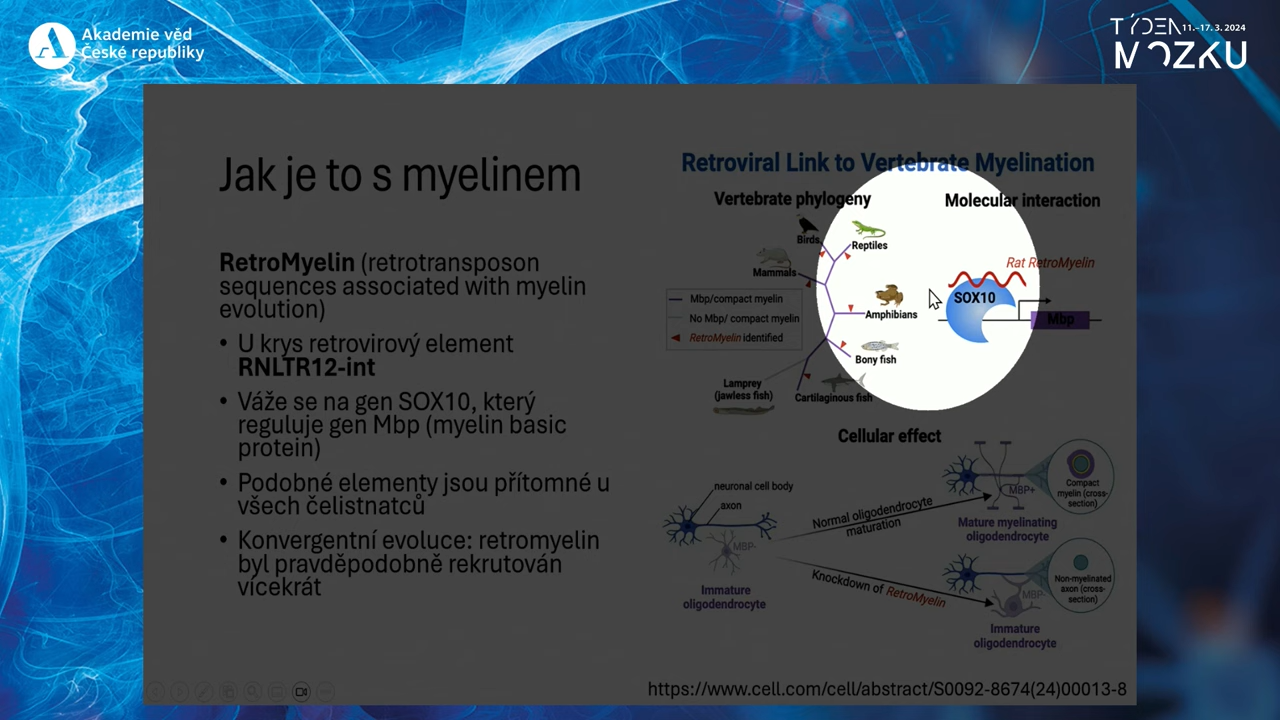 Akademie věd
České republiky
TÝDEN 11.–17. 3. 2024
MOZKU
Jak je to s myelinem
RetroMyelin (retrotransposon
sequences associated with myelin
evolution)
• U krys retrovirový element
RNLTR12-int
• Váže se na gen SOX10, který
reguluje gen Mbp (myelin basic
protein)
• Podobné elementy jsou přítomné u
všech čelistnatců
• Konvergentní evoluce: retromyelin
byl pravděpodobně rekrutován
vícekrát
Retroviral Link to Vertebrate Myelination
Vertebrate phylogeny
Birds
Reptiles
Mammals
Mbp/compact myelin
No Mbp/ compact myelin
RetroMyelin identified
Amphibians
Bony fish
Lamprey
(jawless fish)
Cartilaginous fish
Molecular interaction
Rat RetroMyelin
SOX10
Mbp
Cellular effect
neuronal cell body
axon
MBP-
Immature
oligodendrocyte
Normal oligodendrocyte
maturation
MBP+
Compact
myelin (cross-
section)
Mature myelinating
oligodendrocyte
Knockdown of RetroMyelin
Non-myelinated
axon (cross-
section)
MBP-
Immature
oligodendrocyte
https://www.cell.com/cell/abstract/S0092-8674(24)00013-8